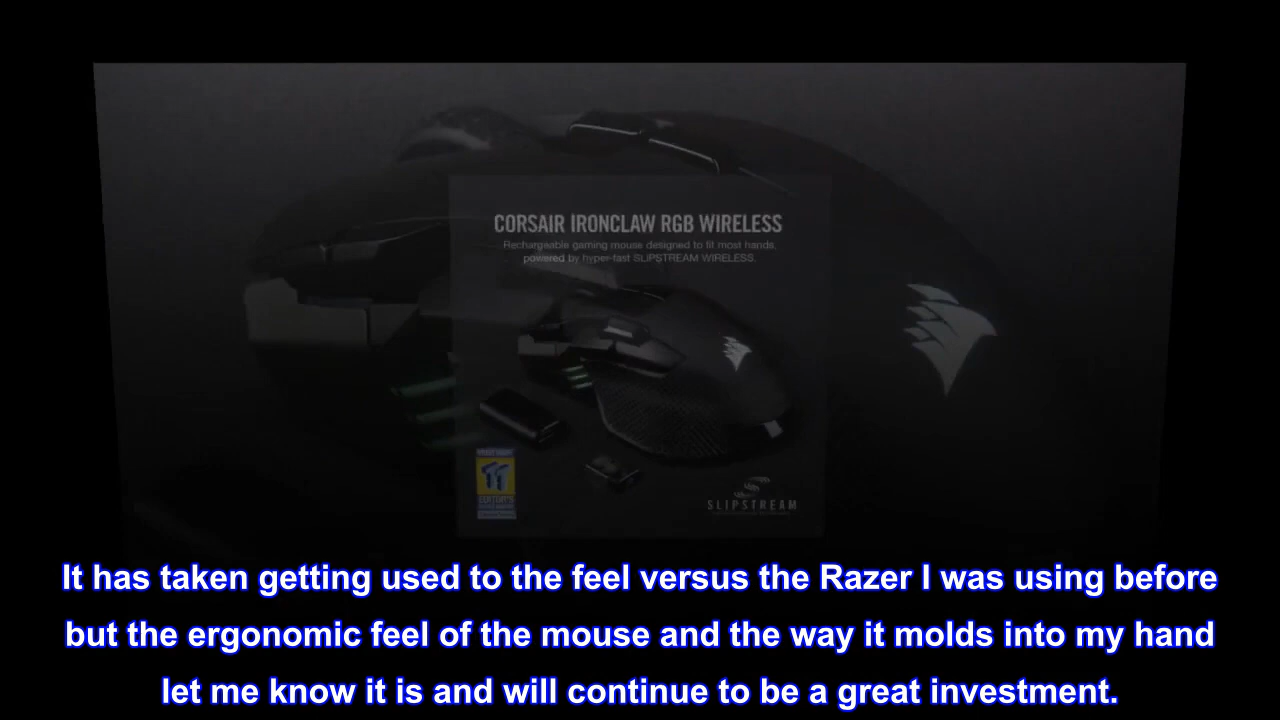 CORSAIR IRONCLAW RGB WIRELESS
Rechargeable gaming mouse designed to fit most hands,
powered by hyper-fast SLIPSTREAM WIRELESS.
SLIPSTREAM
It has taken getting used to the feel versus the Razer I was using before
but the ergonomic feel of the mouse and the way it molds into my hand
let me know it is and will continue to be a great investment.